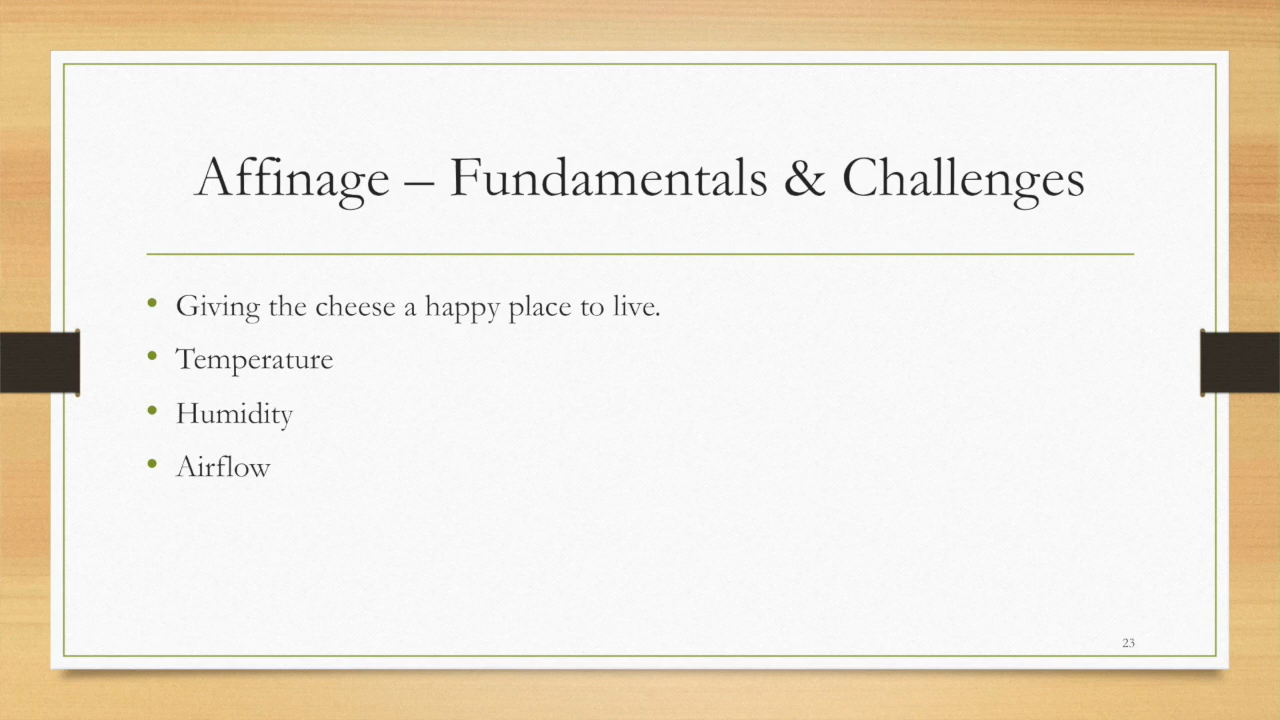 Affinage – Fundamentals & Challenges
• Giving the cheese a happy place to live.
• Temperature
• Humidity
• Airflow
23